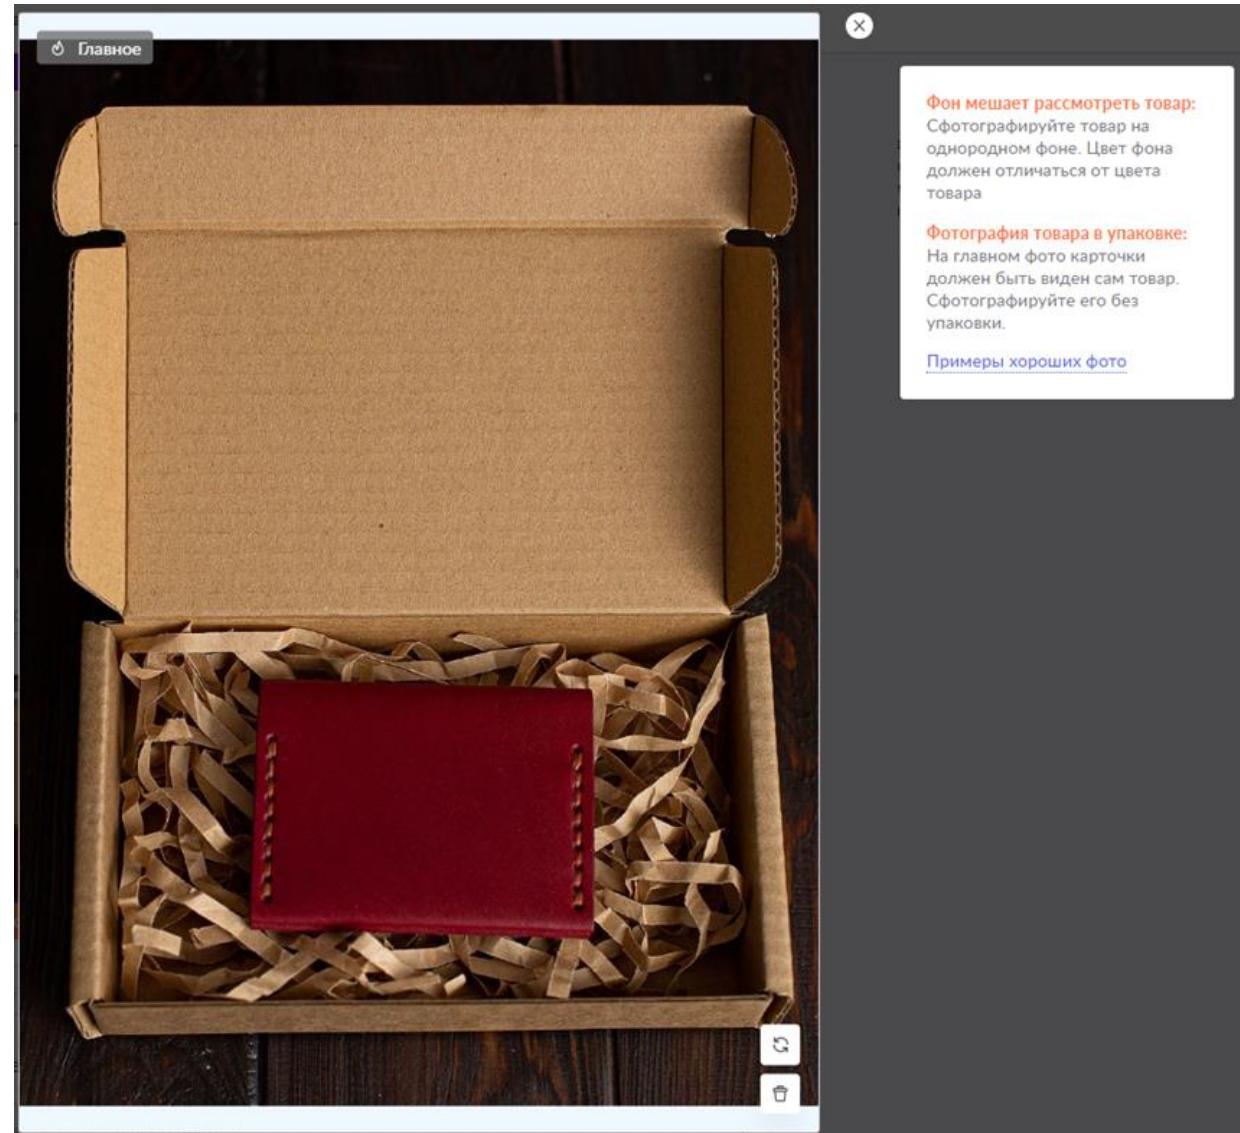 Главное
Фон мешает рассмотреть товар:
Сфотографируйте товар на
однородном фоне. Цвет фона
должен отличаться от цвета
товара
Фотография товара в упаковке:
На главном фото карточки
должен быть виден сам товар.
Сфотографируйте его без
упаковки.
Примеры хороших фото